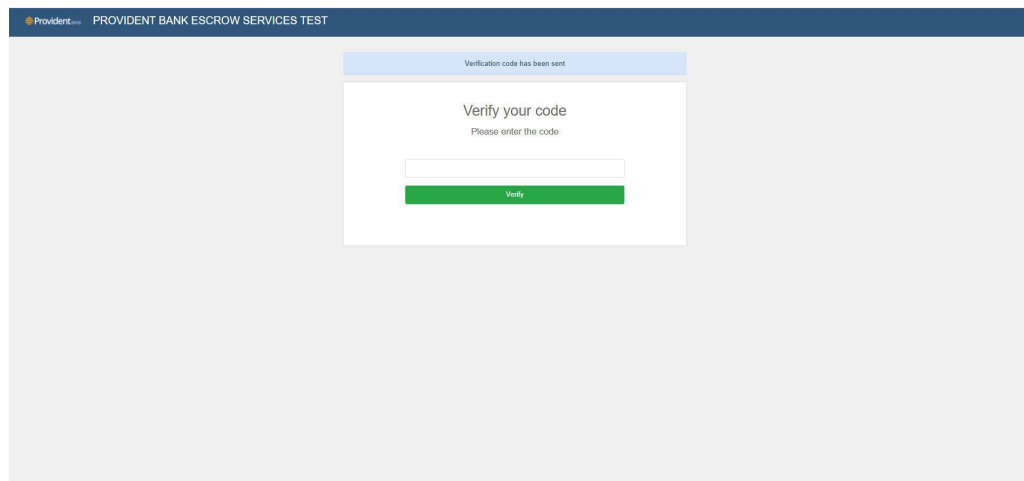 Provident BANK PROVIDENT BANK ESCROW SERVICES TEST
Verification code has been sent
Verify your code
Please enter the code
Verify